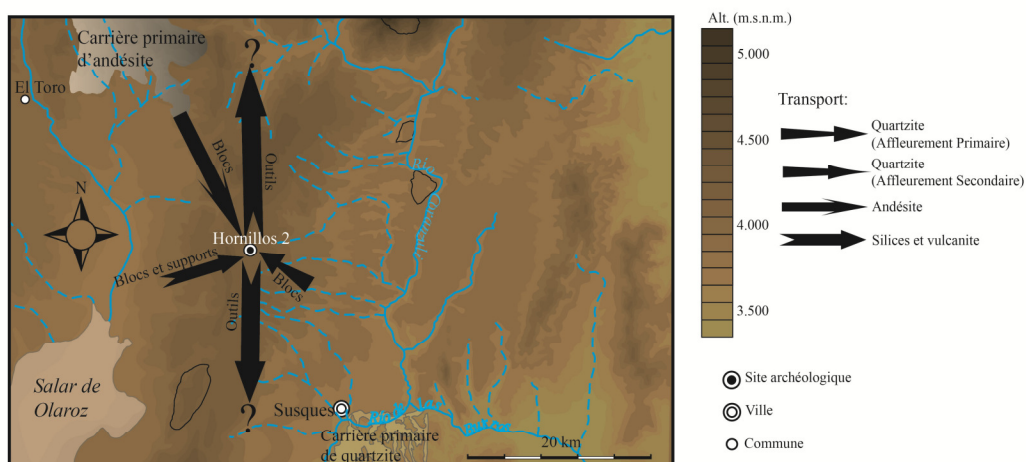 Carrière primaire
d'andésite
?
El Toro
Blocs
Outils
Rio
N
Hornillos 2
Blocs et supports
Blocs
Outils
Salar de
Olaroz
?
Susques
Rio
Carrière primaire
de quartzite
20 km
Alt. (m.s.n.m.)
5.000
4.500
4.000
3.500
Transport:
Quartzite
(Affleurement Primaire)
Quartzite
(Affleurement Secondaire)
Andésite
Silices et vulcanite
Site archéologique
Ville
Commune